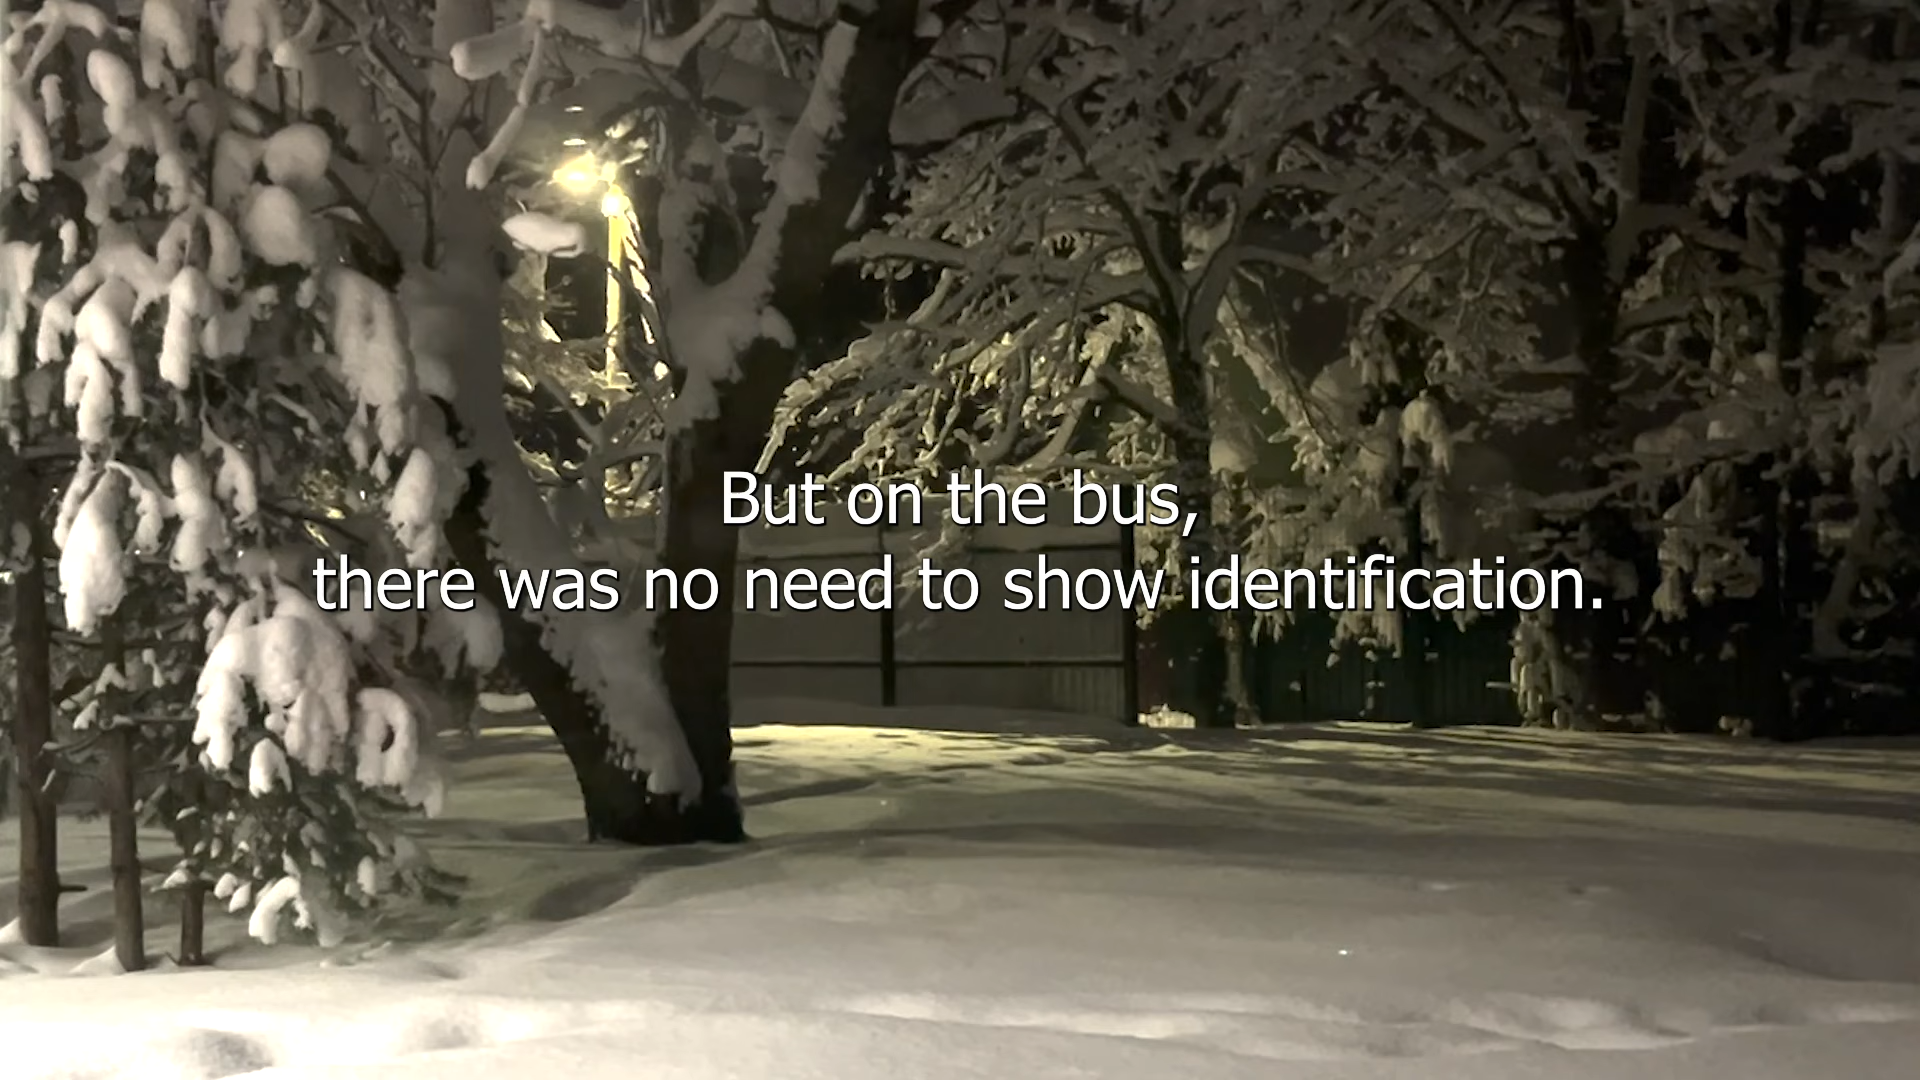 But on the bus,
there was no need to show identification.